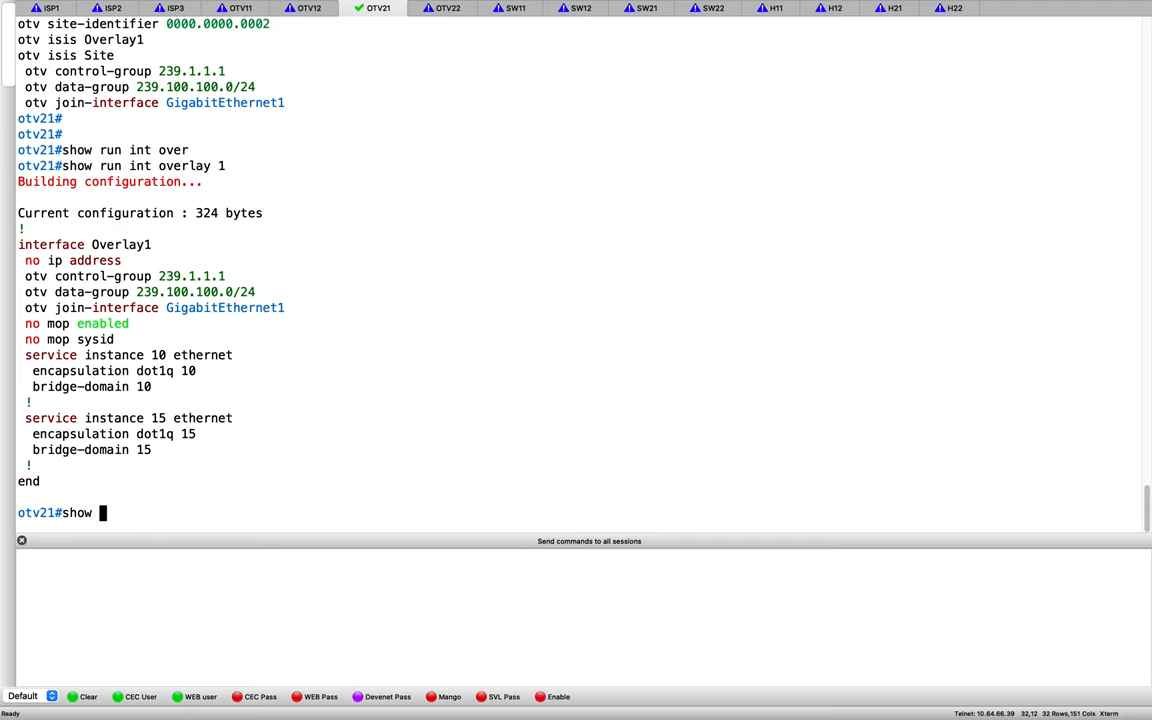 ISP1 ISP2 ISP3 OTV11 OTV12 OTV21 OTV22 SW11 SW12 SW21 SW22 H11 H12 H21 H22
otv site-identifier 0000.0000.0002
otv isis Overlay1
otv isis Site
otv control-group 239.1.1.1
otv data-group 239.100.100.0/24
otv join-interface GigabitEthernet1
otv21#
otv21#
otv21#show run int over
otv21#show run int overlay 1
Building configuration...
Current configuration : 324 bytes
!
interface Overlay1
no ip address
otv control-group 239.1.1.1
otv data-group 239.100.100.0/24
otv join-interface GigabitEthernet1
no mop enabled
no mop sysid
service instance 10 ethernet
encapsulation dot1q 10
bridge-domain 10
!
service instance 15 ethernet
encapsulation dot1q 15
bridge-domain 15
!
end
otv21#show
Send commands to all sessions
Default Clear CEC User WEB user CEC Pass WEB Pass Devenet Pass Mango SVL Pass Enable
Ready Telnet: 10.64.66.39 32,12 32 Rows,151 Cols Xterm